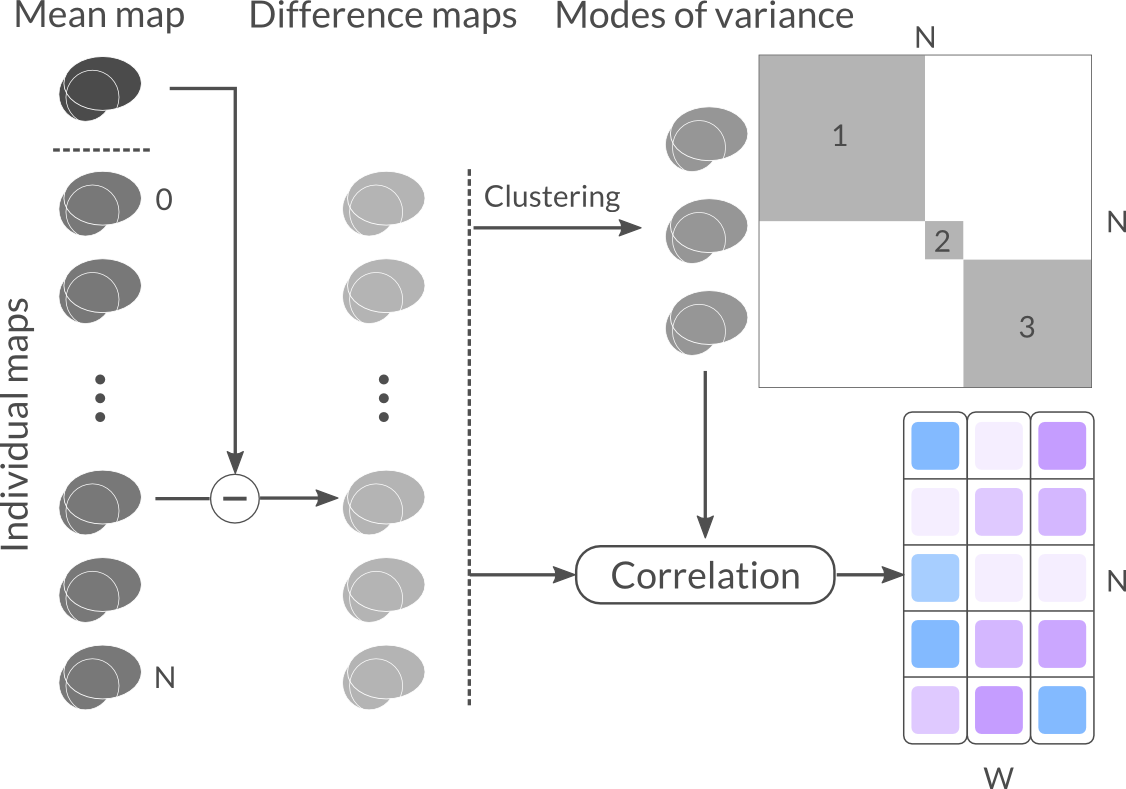 Mean map
Difference maps
Modes of variance
N
1
0
Clustering
N
2
3
Individual maps
Correlation
N
N
W